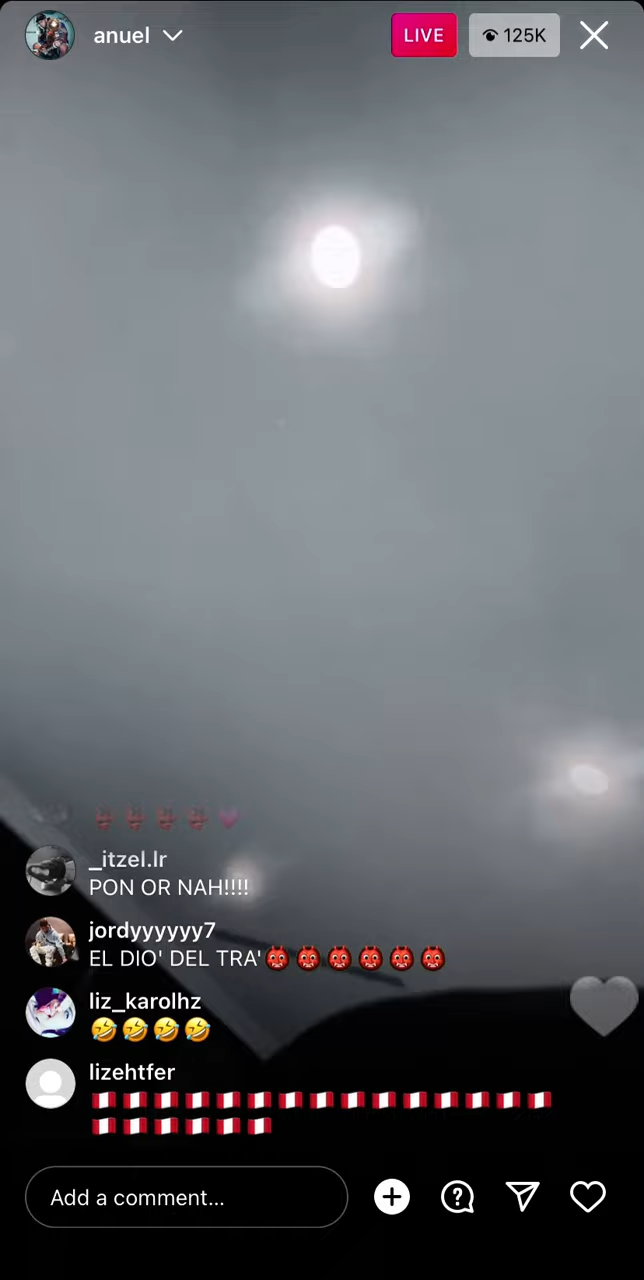 anuel
LIVE
125K
_itzel.lr
PON OR NAH!!!!
jordyyyyyy7
EL DIO' DEL TRA'👹👹👹👹👹👹
liz_karolhz
🤣🤣🤣🤣
lizehtfer
🇵🇪🇵🇪🇵🇪🇵🇪🇵🇪🇵🇪🇵🇪🇵🇪🇵🇪🇵🇪🇵🇪🇵🇪🇵🇪🇵🇪🇵🇪
🇵🇪🇵🇪🇵🇪🇵🇪🇵🇪🇵🇪
Add a comment...